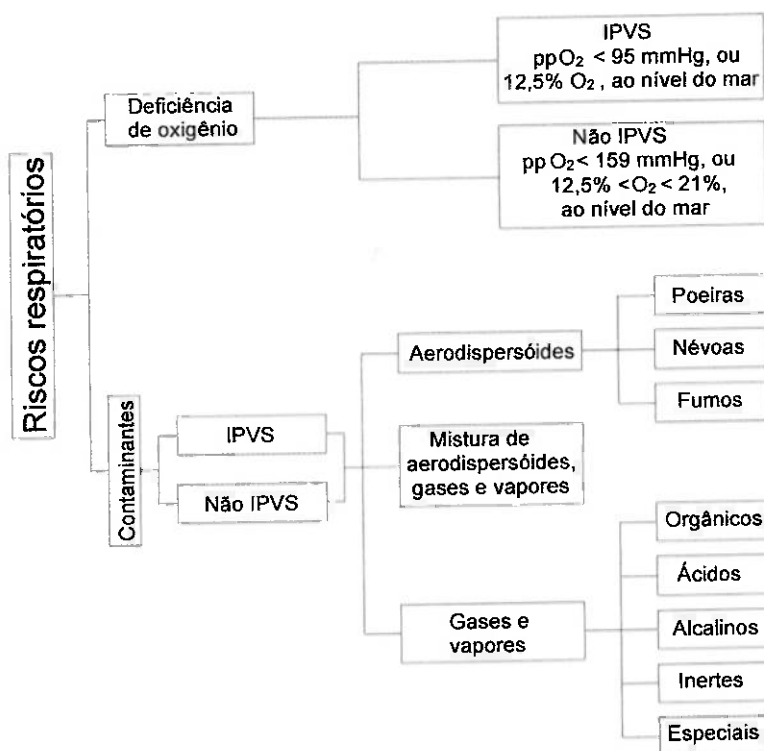 Riscos respiratórios
Deficiência
de oxigênio
IPVS
ppO₂ < 95 mmHg, ou
12,5% O₂ , ao nível do mar
Não IPVS
pp O₂< 159 mmHg, ou
12,5% <O₂ < 21%,
ao nível do mar
Contaminantes
IPVS
Não IPVS
Aerodispersóides
Poeiras
Névoas
Fumos
Mistura de
aerodispersóides,
gases e vapores
Gases e
vapores
Orgânicos
Ácidos
Alcalinos
Inertes
Especiais